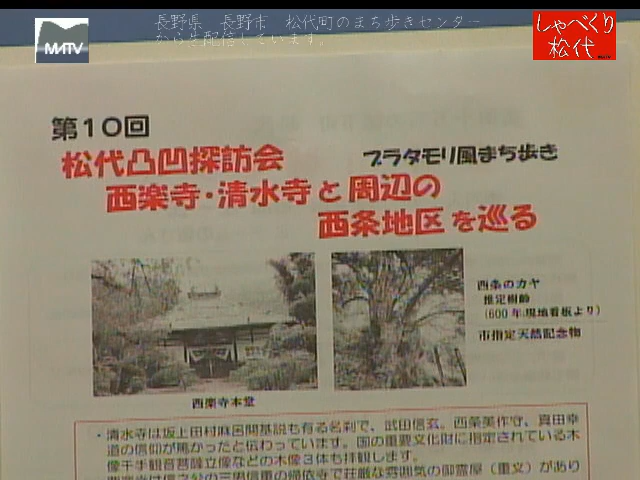 長野県 長野市 松代町のまち歩きセンター
から生配信しています。
MATV
しゃべくり
松代
第10回
松代凸凹探訪会 ブラタモリ風まち歩き
西楽寺・清水寺と周辺の
西条地区を巡る
西条のカヤ
推定樹齢
(600年:現地看板より)
市指定天然記念物
西楽寺本堂
・清水寺は坂上田村麻呂開基説も有る名刹で、武田信玄、西条美作守、真田幸
道の信仰が篤かったと伝わっています。国の重要文化財に指定されている木
像千手観音菩薩立像などの木像3体も拝観します。